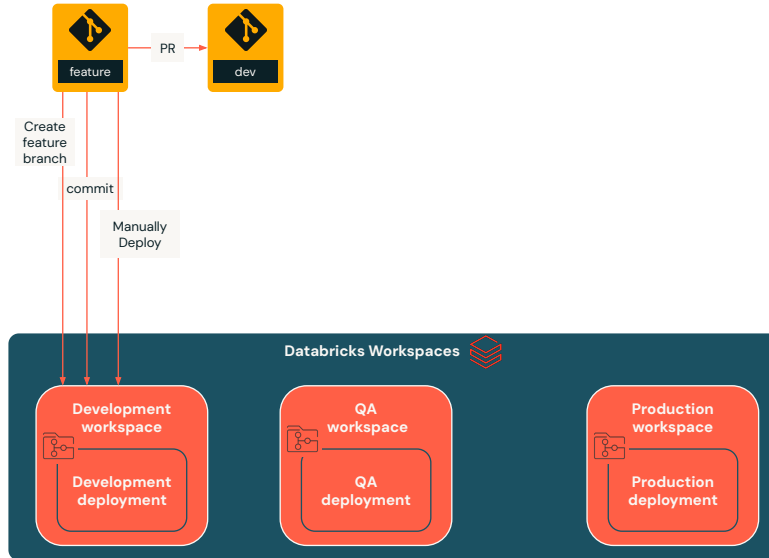 feature
PR
dev
Create
feature
branch
commit
Manually
Deploy
Databricks Workspaces
Development
workspace
Development
deployment
QA
workspace
QA
deployment
Production
workspace
Production
deployment